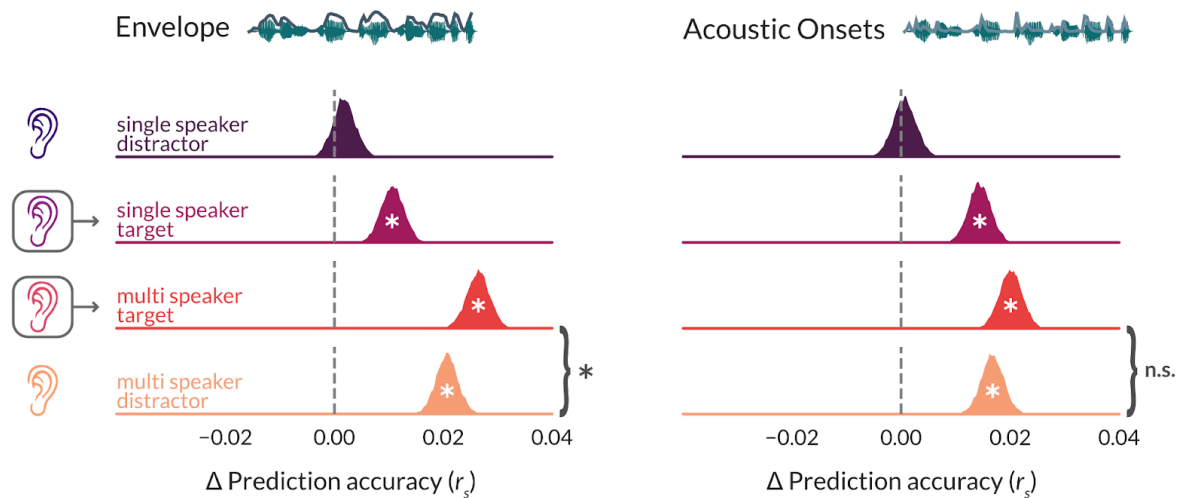 Envelope
Acoustic Onsets
single speaker
distractor
single speaker
target
*
*
multi speaker
target
*
*
multi speaker
distractor
*
*
*
n.s.
−0.02 0.00 0.02 0.04
−0.02 0.00 0.02 0.04
Δ Prediction accuracy (rₛ)
Δ Prediction accuracy (rₛ)